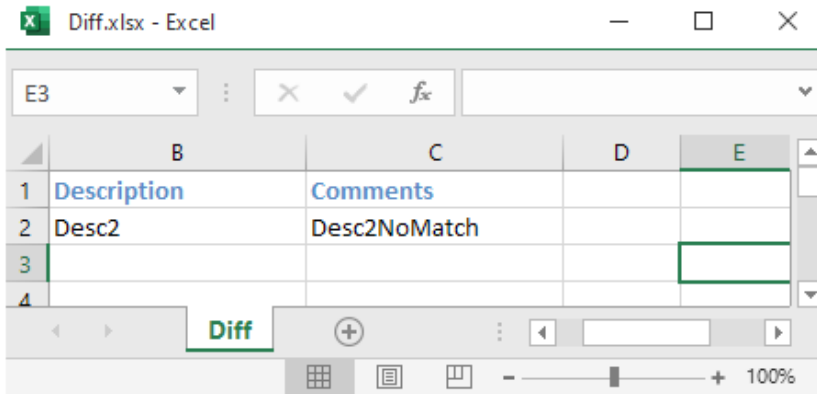 Diff.xlsx - Excel
E3 fx
B C D E
1 Description Comments
2 Desc2 Desc2NoMatch
3
4
Diff
100%